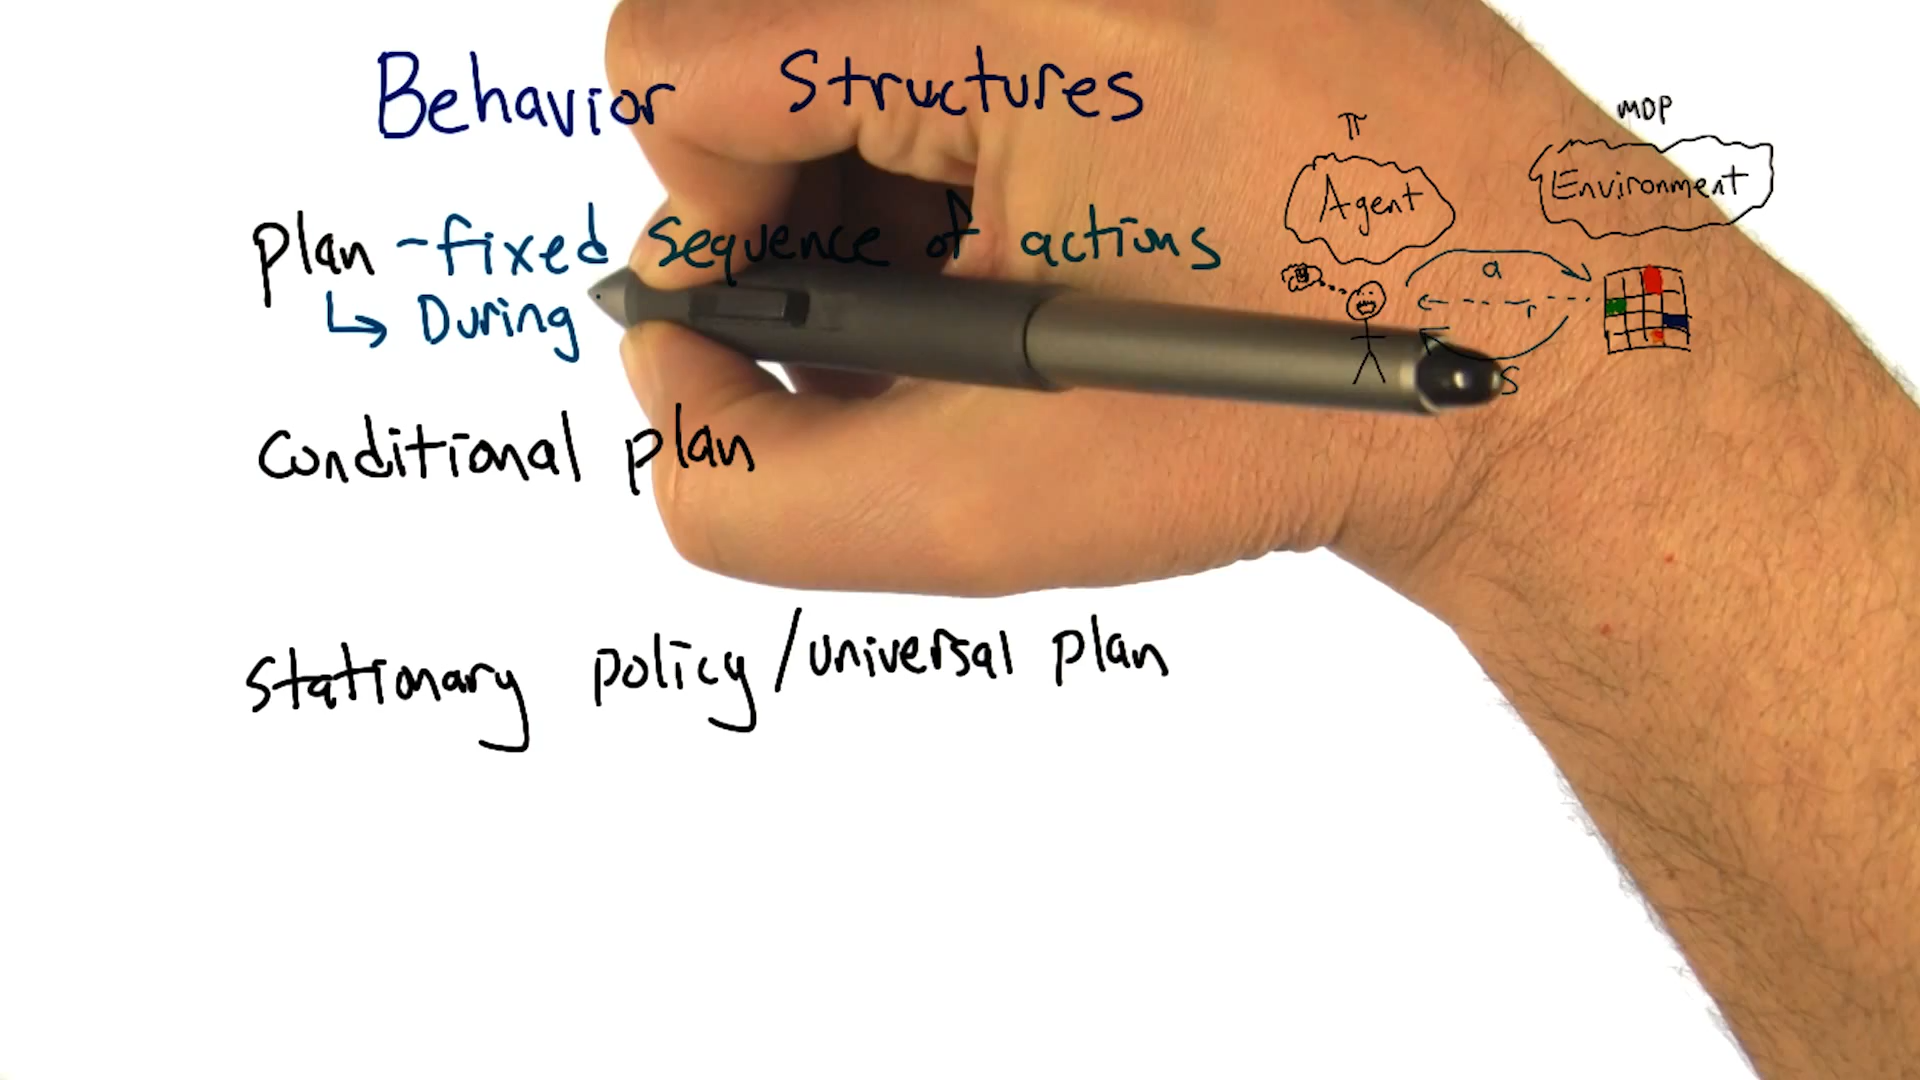 Behavior Structures
plan - fixed sequence of actions
↳ During
conditional plan
stationary policy/universal plan
π
MDP
Agent
Environment
a
r
s